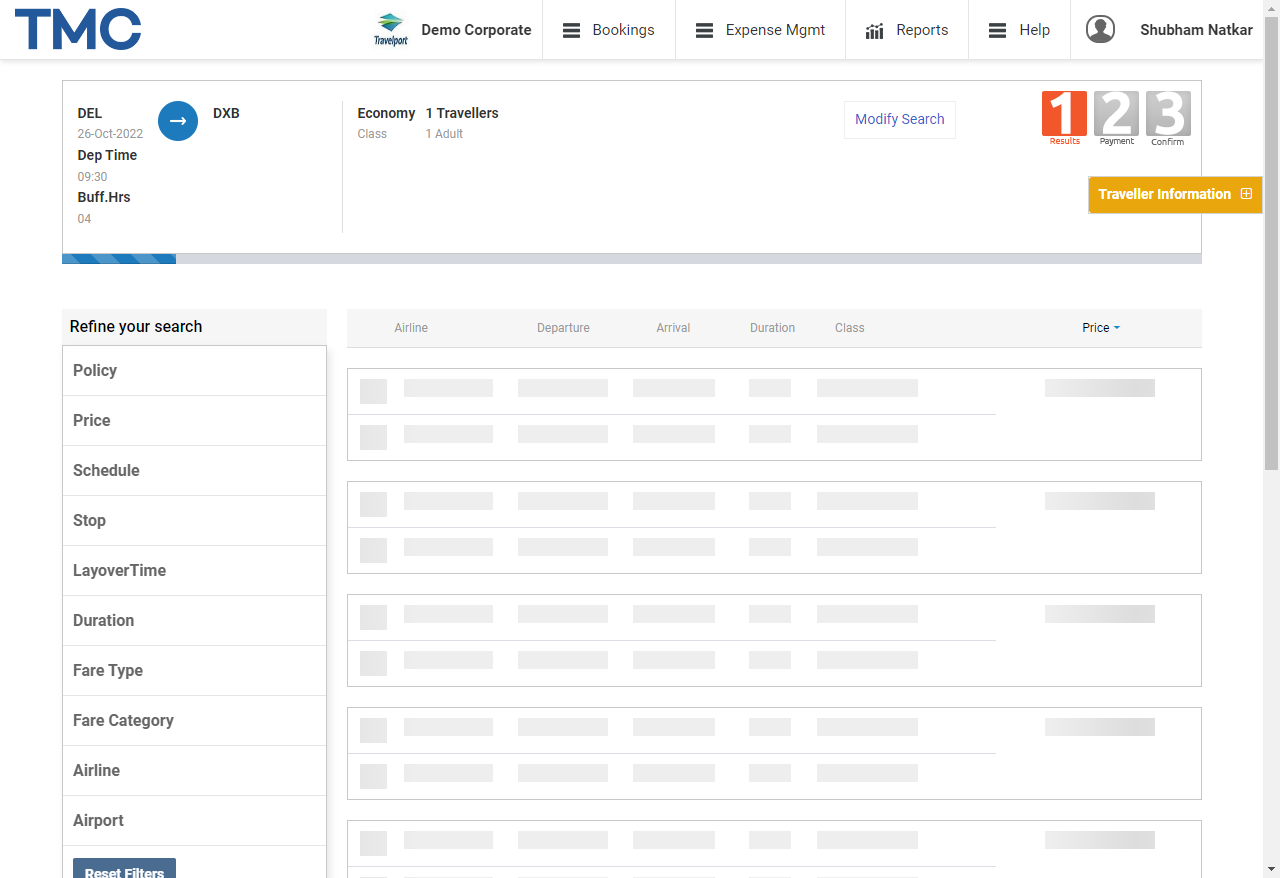 TMC
Travelport
Demo Corporate
Bookings
Expense Mgmt
Reports
Help
Shubham Natkar
DEL
26-Oct-2022
Dep Time
09:30
Buff.Hrs
04
DXB
Economy
Class
1 Travellers
1 Adult
Modify Search
1
Results
2
Payment
3
Confirm
Traveller Information
Refine your search
Policy
Price
Schedule
Stop
LayoverTime
Duration
Fare Type
Fare Category
Airline
Airport
Reset Filters
Airline Departure Arrival Duration Class Price